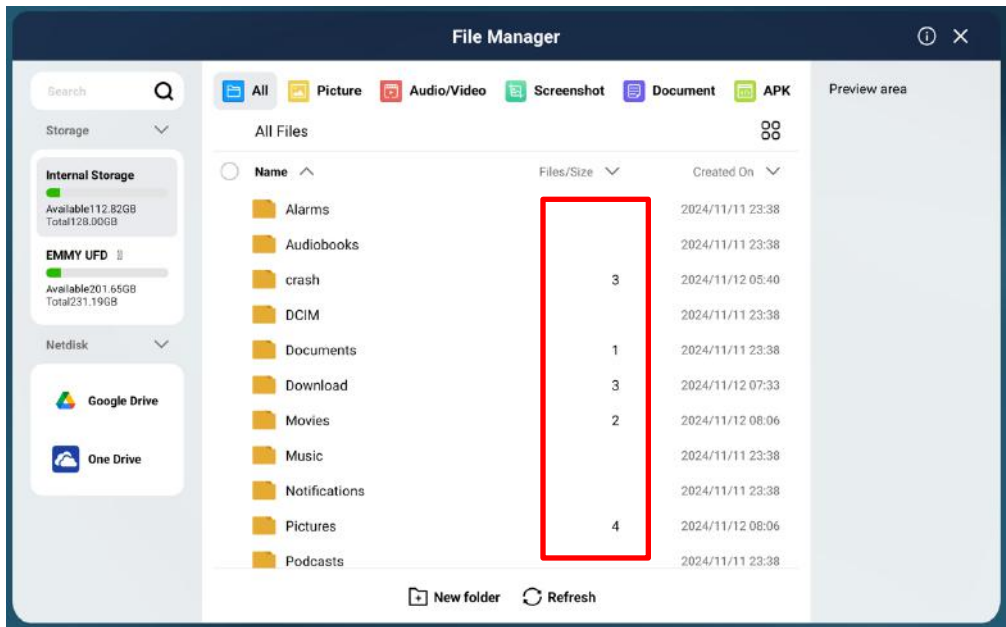 File Manager
Search
Storage
Internal Storage
Available112.82GB
Total128.00GB
EMMY UFD
Available201.65GB
Total231.19GB
Netdisk
Google Drive
One Drive
All Picture Audio/Video Screenshot Document APK
All Files
Name Files/Size Created On
Alarms 2024/11/11 23:38
Audiobooks 2024/11/11 23:38
crash 3 2024/11/12 05:40
DCIM 2024/11/11 23:38
Documents 1 2024/11/11 23:38
Download 3 2024/11/12 07:33
Movies 2 2024/11/12 08:06
Music 2024/11/11 23:38
Notifications 2024/11/11 23:38
Pictures 4 2024/11/12 08:06
Podcasts 2024/11/11 23:38
New folder Refresh
Preview area